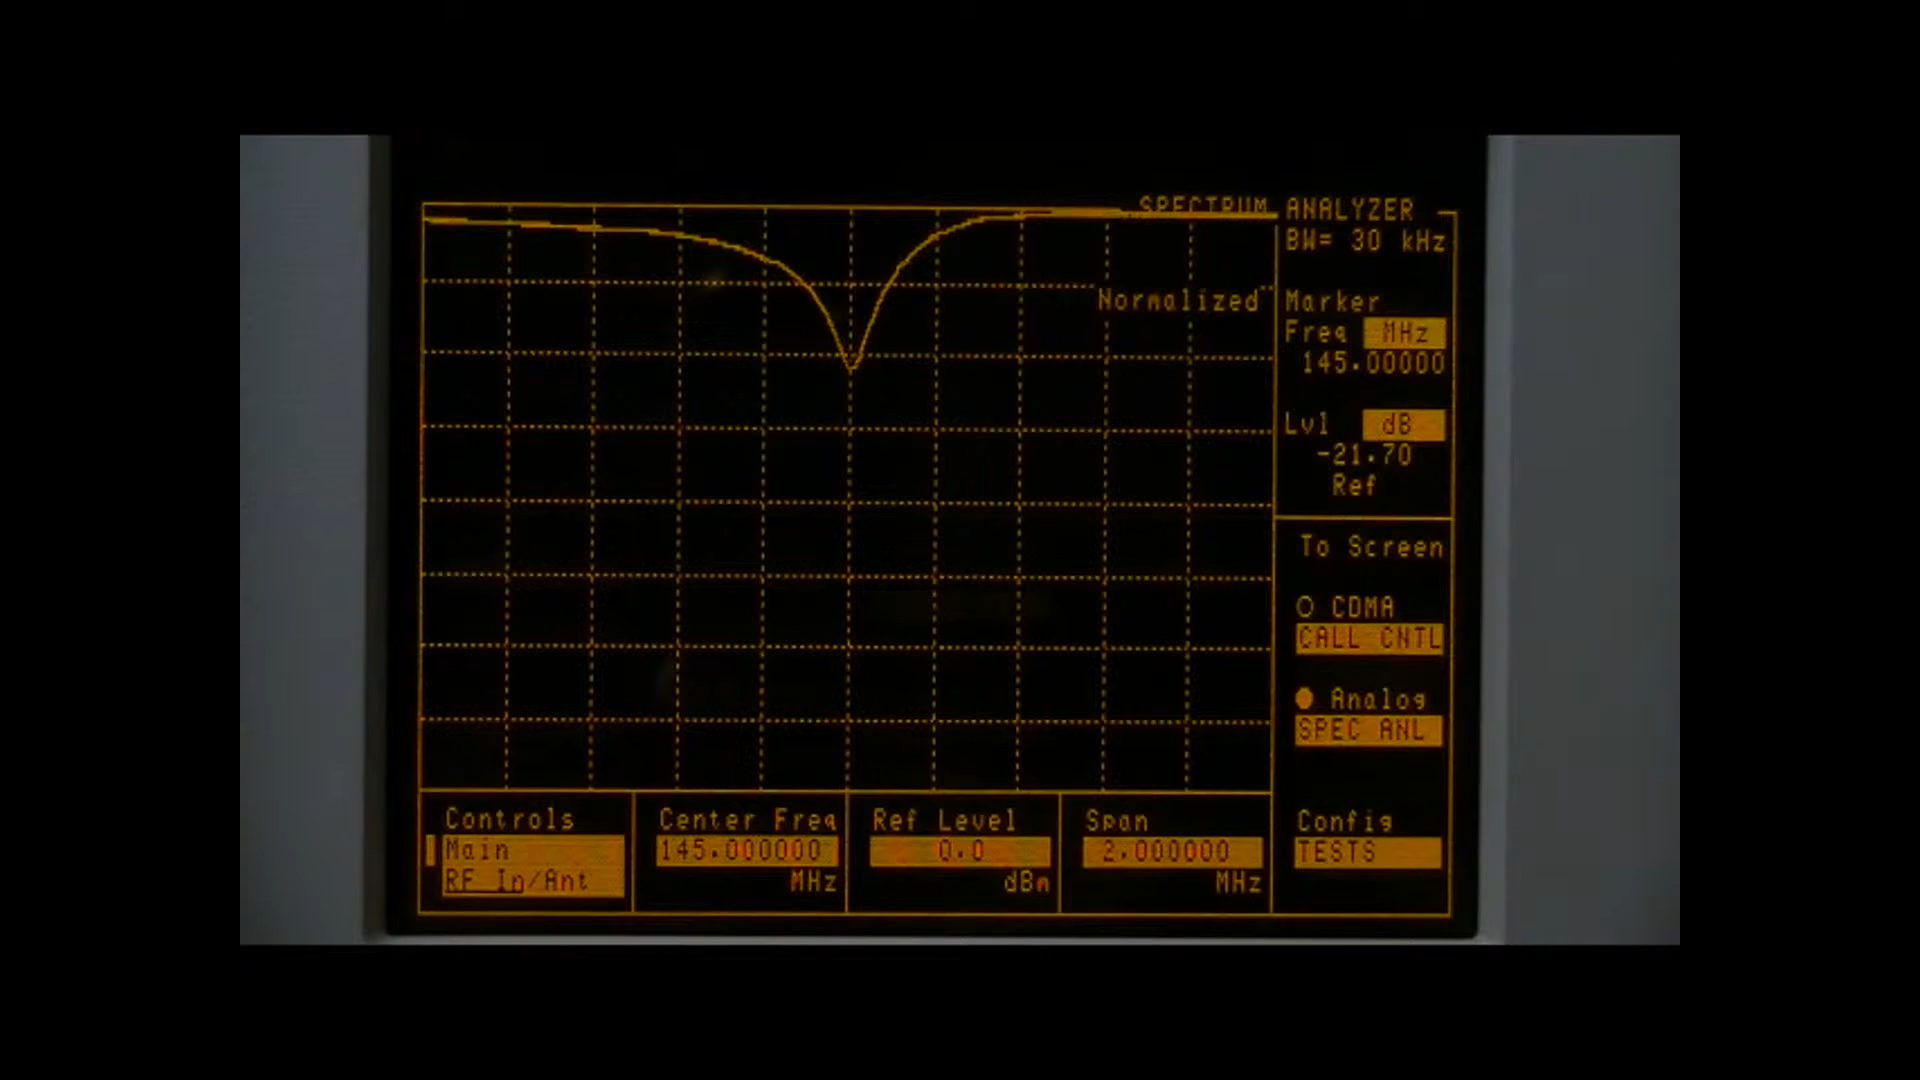 SPECTRUM ANALYZER
BW= 30 kHz
Normalized
Marker
Freq MHz
145.00000
Lvl dB
-21.70
Ref
To Screen
CDMA
CALL CNTL
Analog
SPEC ANL
Controls
Main
RF In/Ant
Center Freq
145.000000
MHz
Ref Level
0.0
dBm
Span
2.000000
MHz
Config
TESTS